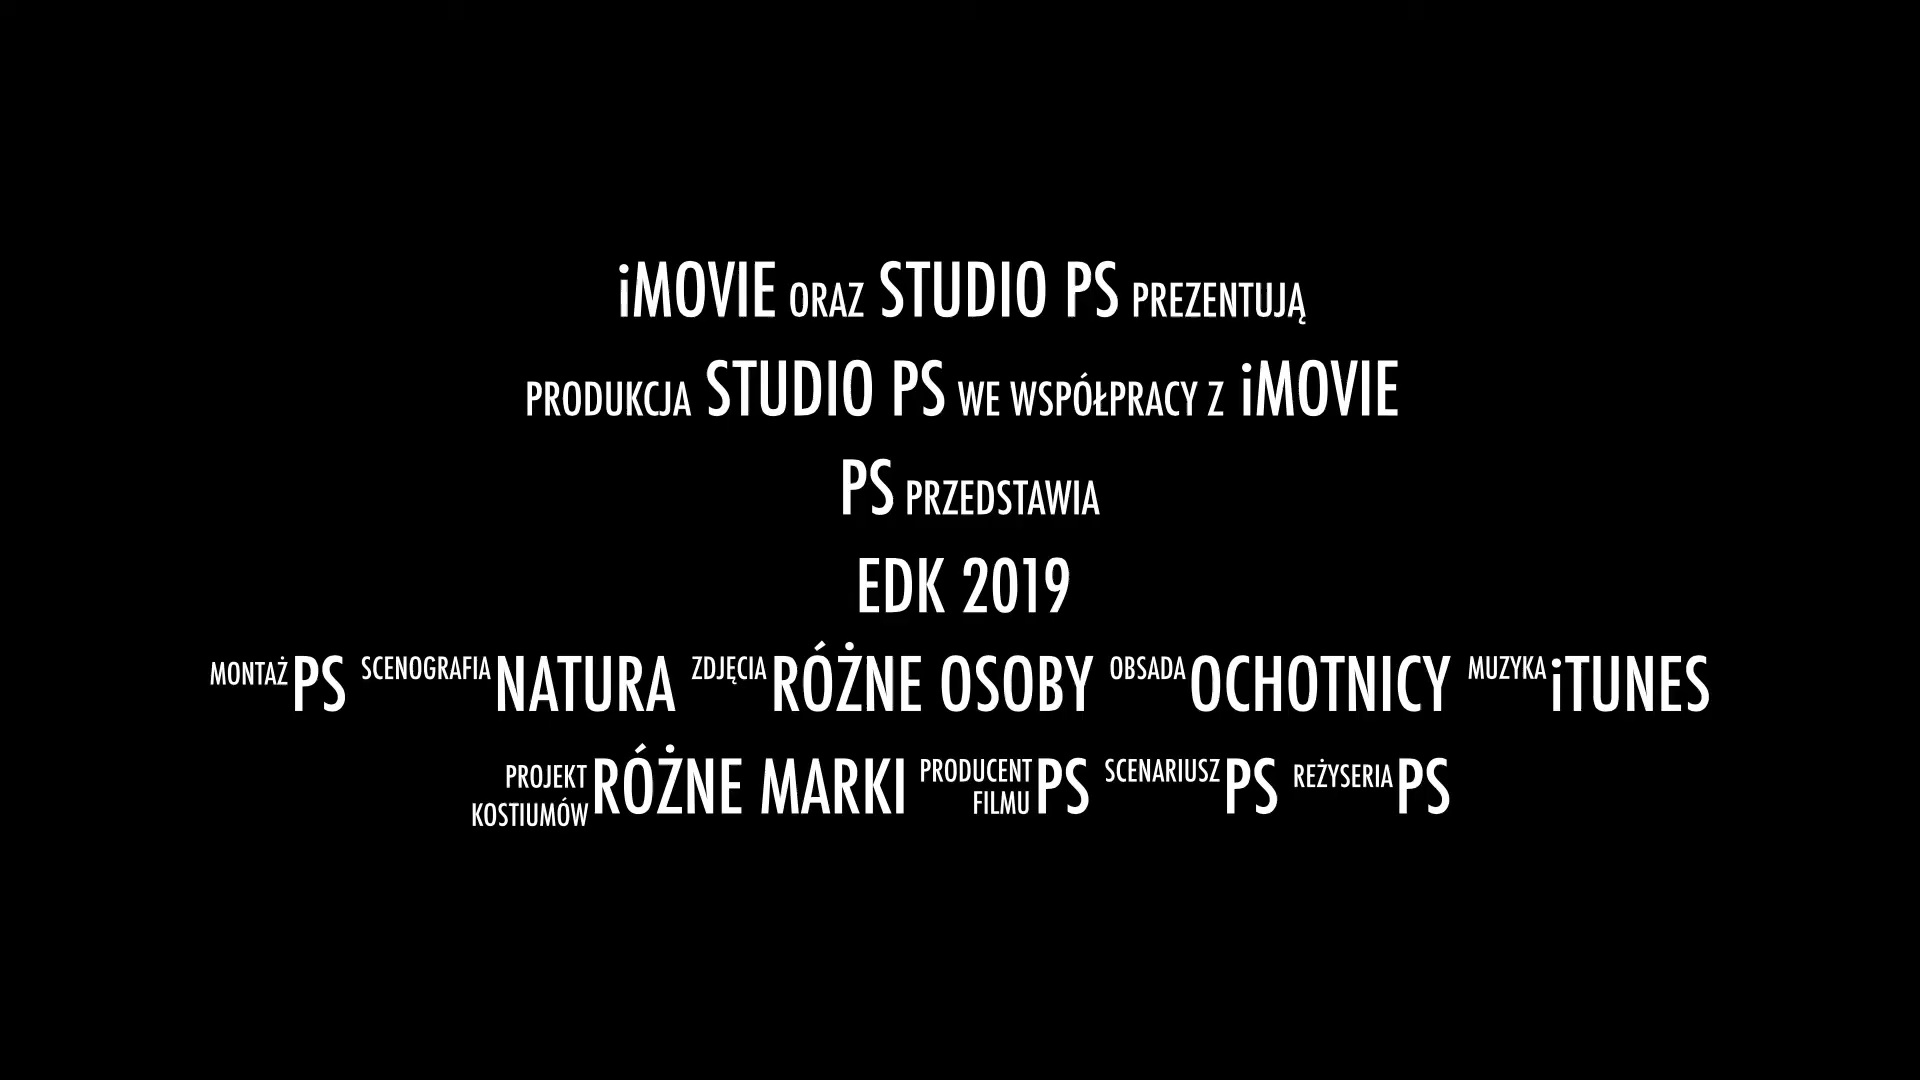 iMOVIE ORAZ STUDIO PS PREZENTUJĄ
PRODUKCJA STUDIO PS WE WSPÓŁPRACY Z iMOVIE
PS PRZEDSTAWIA
EDK 2019
MONTAŻ PS SCENOGRAFIA NATURA ZDJĘCIA RÓŻNE OSOBY OBSADA OCHOTNICY MUZYKA iTUNES
PROJEKT KOSTIUMÓW RÓŻNE MARKI PRODUCENT FILMU PS SCENARIUSZ PS REŻYSERIA PS